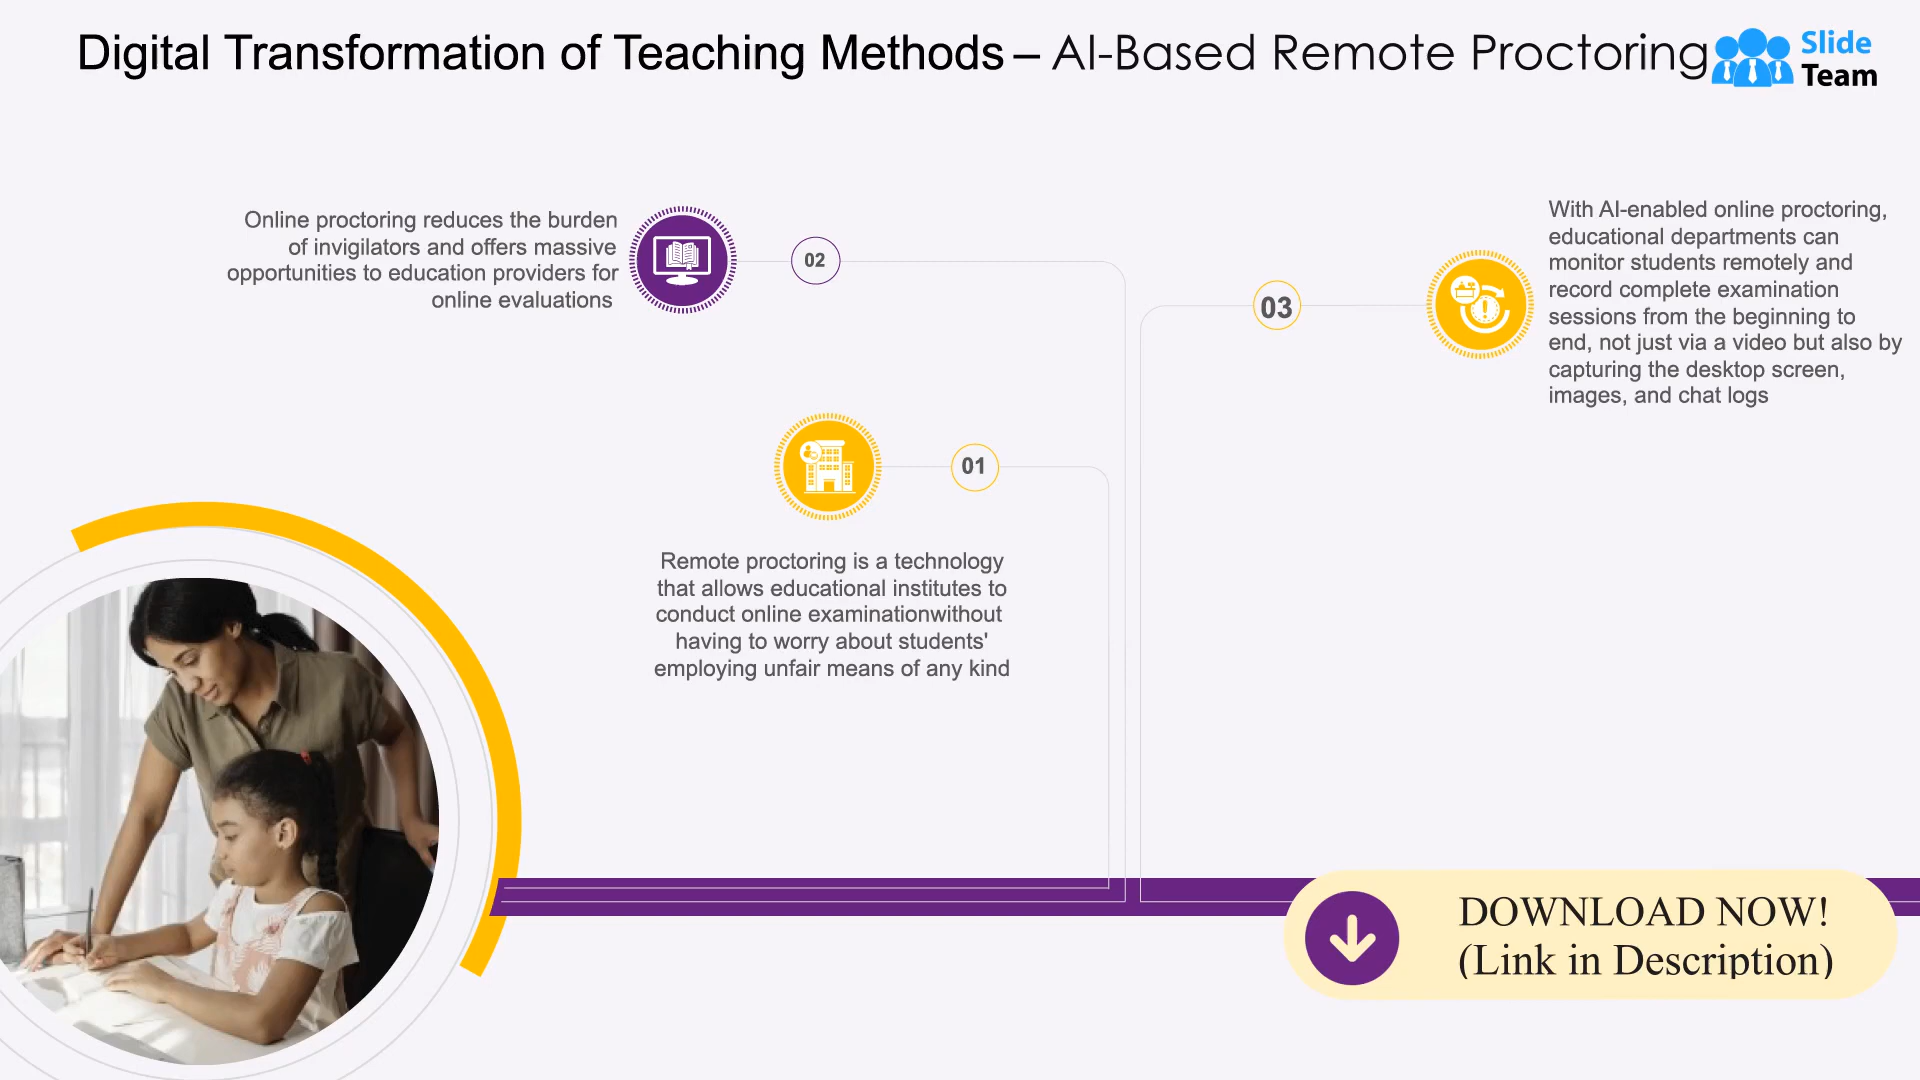 Digital Transformation of Teaching Methods – AI-Based Remote Proctoring
Slide
Team
Online proctoring reduces the burden
of invigilators and offers massive
opportunities to education providers for
online evaluations
02
01
Remote proctoring is a technology
that allows educational institutes to
conduct online examinationwithout
having to worry about students'
employing unfair means of any kind
03
With AI-enabled online proctoring,
educational departments can
monitor students remotely and
record complete examination
sessions from the beginning to
end, not just via a video but also by
capturing the desktop screen,
images, and chat logs
DOWNLOAD NOW!
(Link in Description)